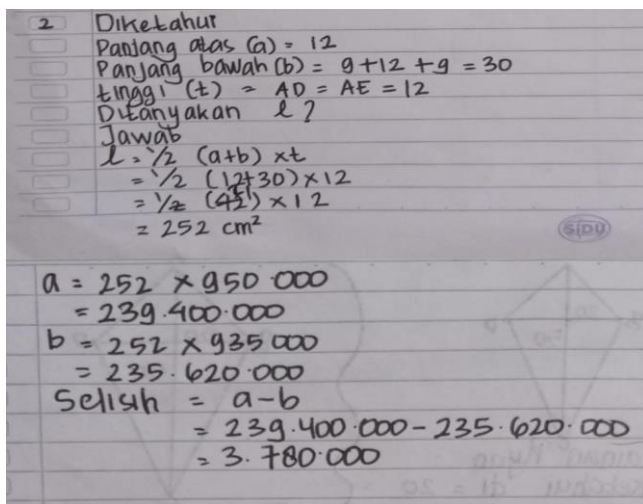 2 Diketahui
Panjang atas (a) = 12
Panjang bawah (b) = 9+12+9 = 30
tinggi (t) = AD = AE = 12
Ditanyakan l?
Jawab
l = 1/2 (a+b) x t
= 1/2 (12+30) x 12
= 1/2 (42) x 12
= 252 cm²
SIDU
a = 252 x 950.000
= 239.400.000
b = 252 x 935 000
= 235.620.000
Selisih = a-b
= 239.400.000 - 235.620.000
= 3.780.000